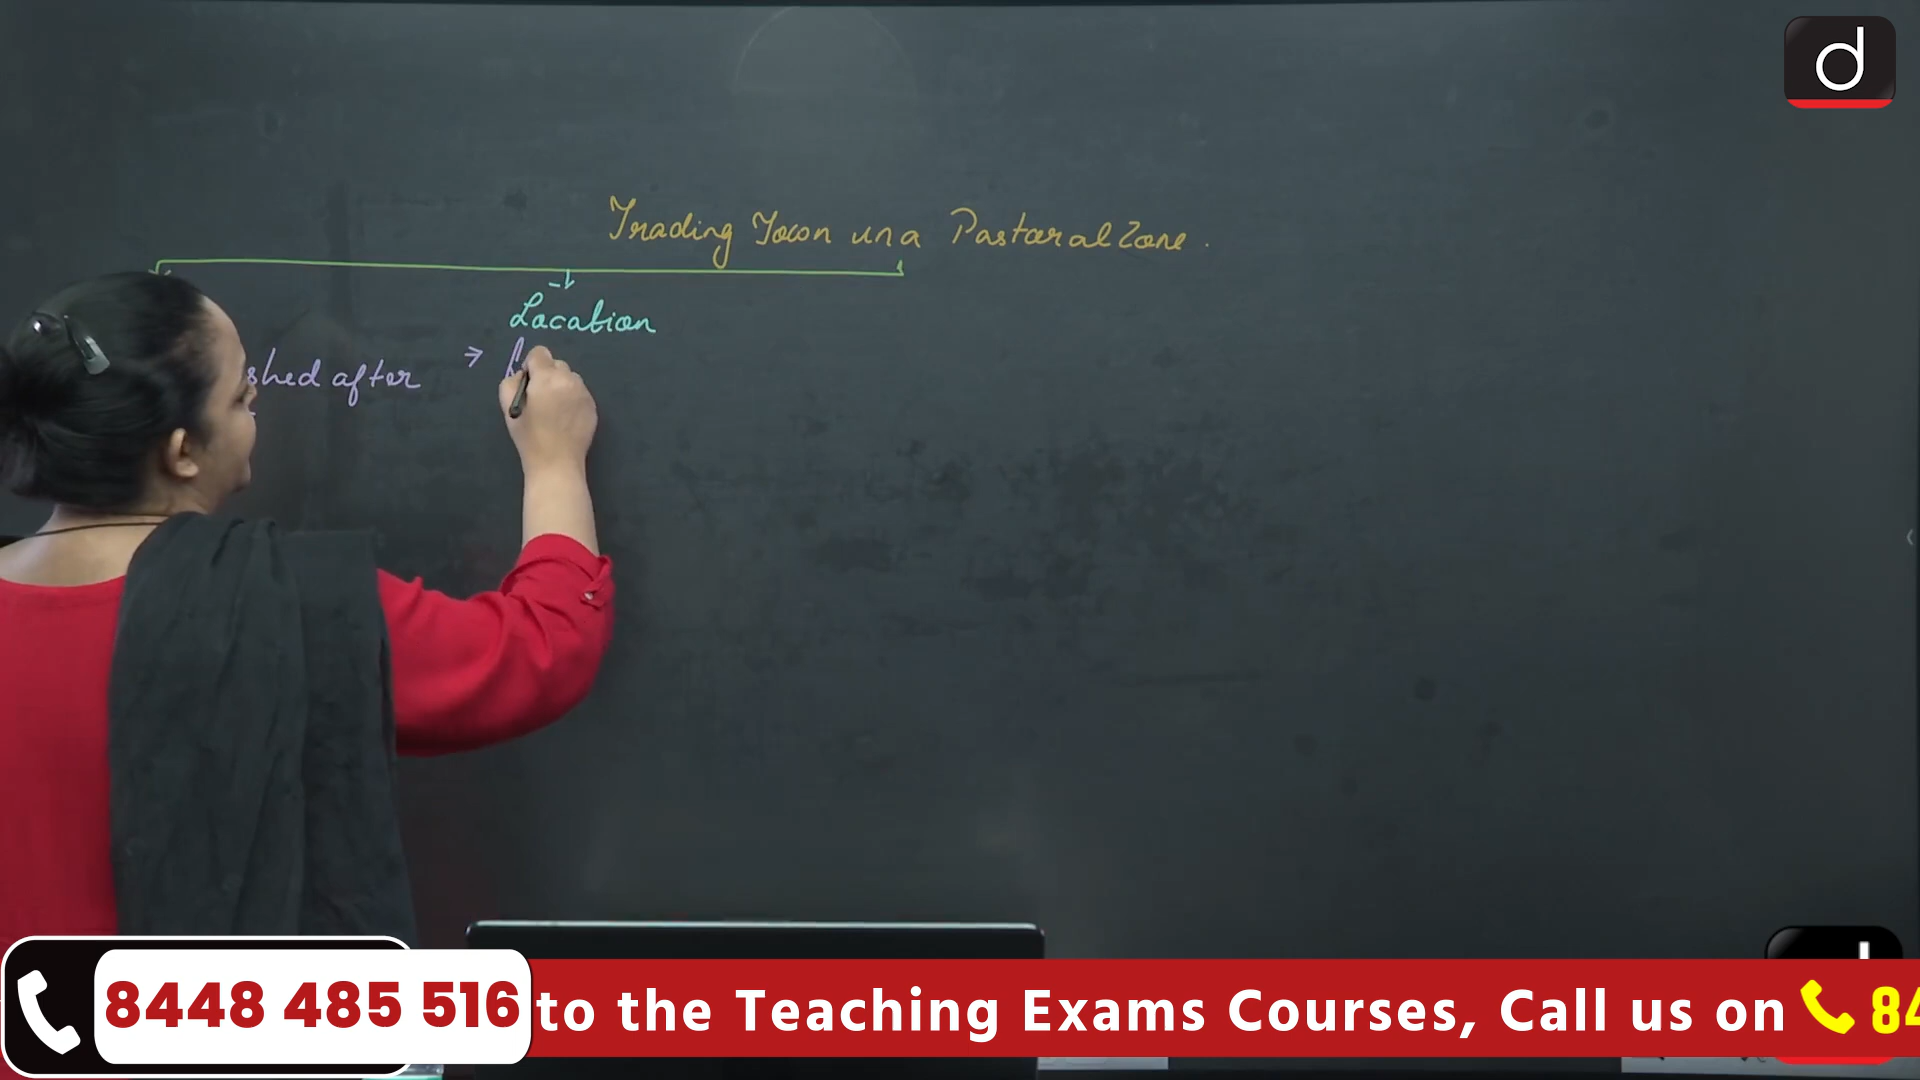 d
Trading Town in a Pastoral Zone.
Location
shed after
8448 485 516
to the Teaching Exams Courses, Call us on
84